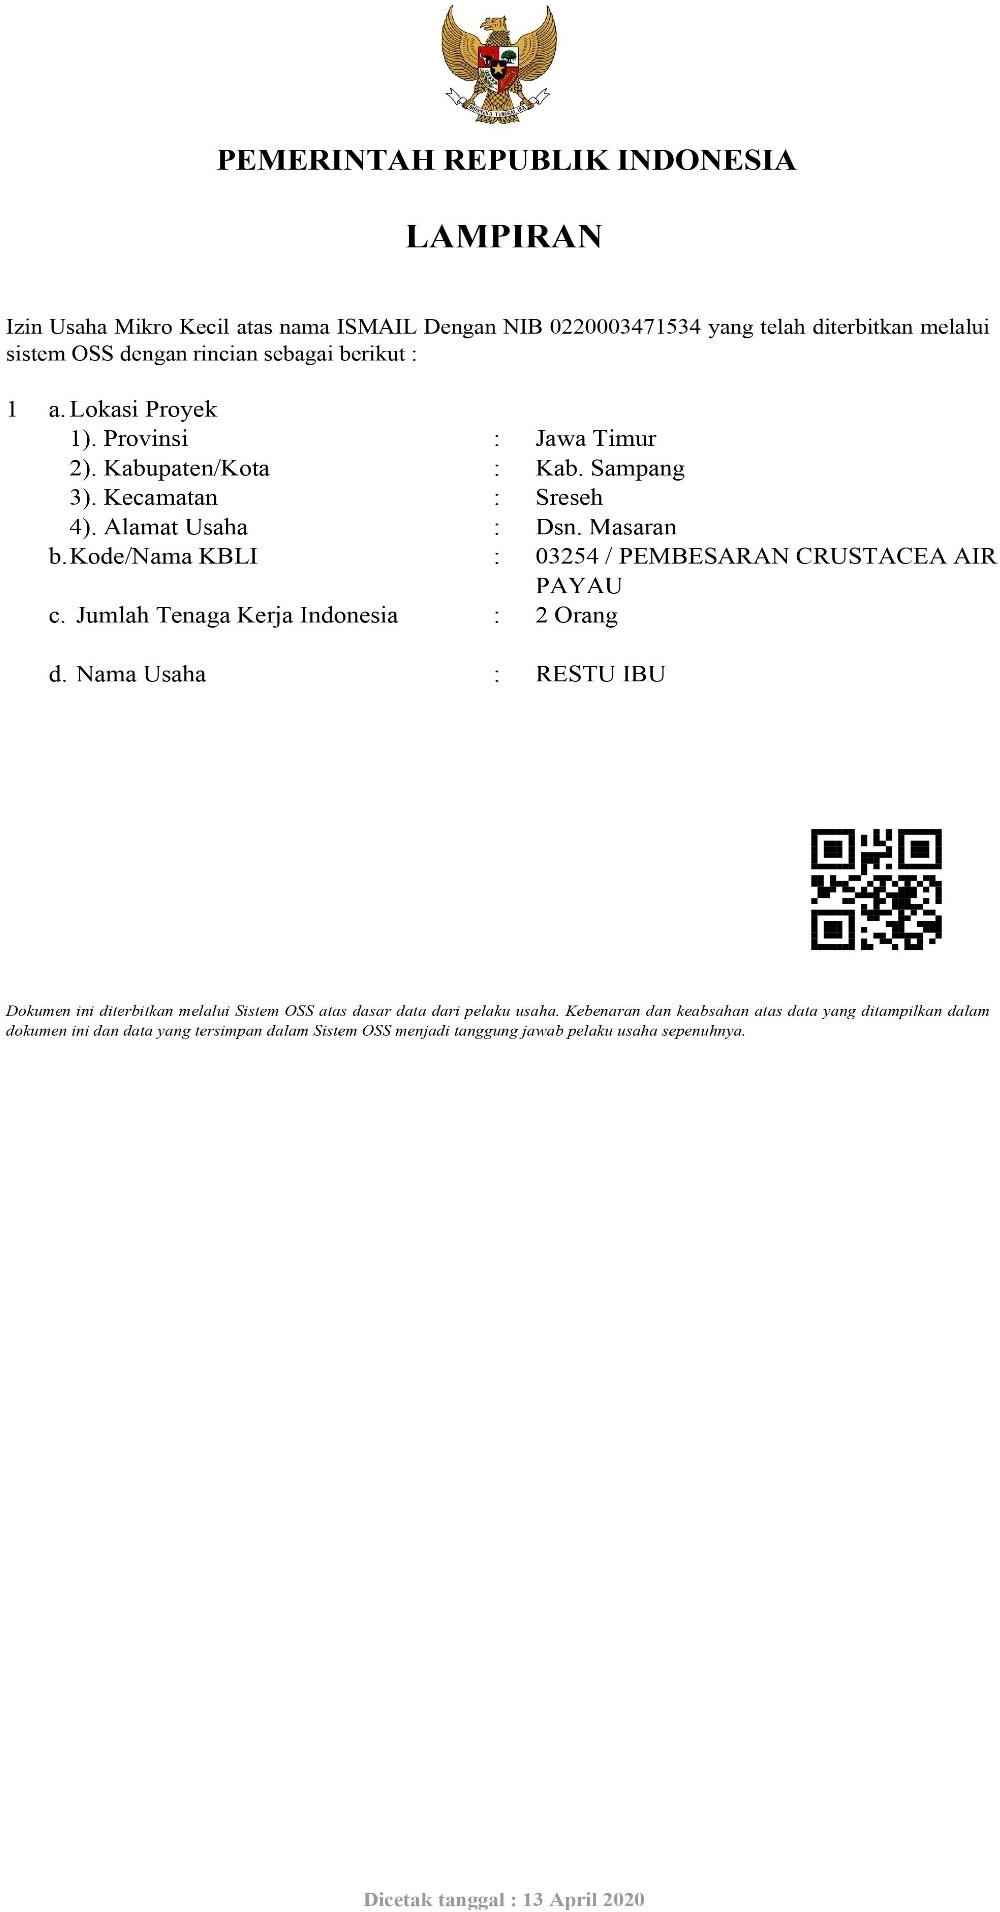 PEMERINTAH REPUBLIK INDONESIA
LAMPIRAN
Izin Usaha Mikro Kecil atas nama ISMAIL Dengan NIB 0220003471534 yang telah diterbitkan melalui
sistem OSS dengan rincian sebagai berikut :
1 a. Lokasi Proyek
1). Provinsi : Jawa Timur
2). Kabupaten/Kota : Kab. Sampang
3). Kecamatan : Sreseh
4). Alamat Usaha : Dsn. Masaran
b. Kode/Nama KBLI : 03254 / PEMBESARAN CRUSTACEA AIR
PAYAU
c. Jumlah Tenaga Kerja Indonesia : 2 Orang
d. Nama Usaha : RESTU IBU
Dokumen ini diterbitkan melalui Sistem OSS atas dasar data dari pelaku usaha. Kebenaran dan keabsahan atas data yang ditampilkan dalam
dokumen ini dan data yang tersimpan dalam Sistem OSS menjadi tanggung jawab pelaku usaha sepenuhnya.
Dicetak tanggal : 13 April 2020